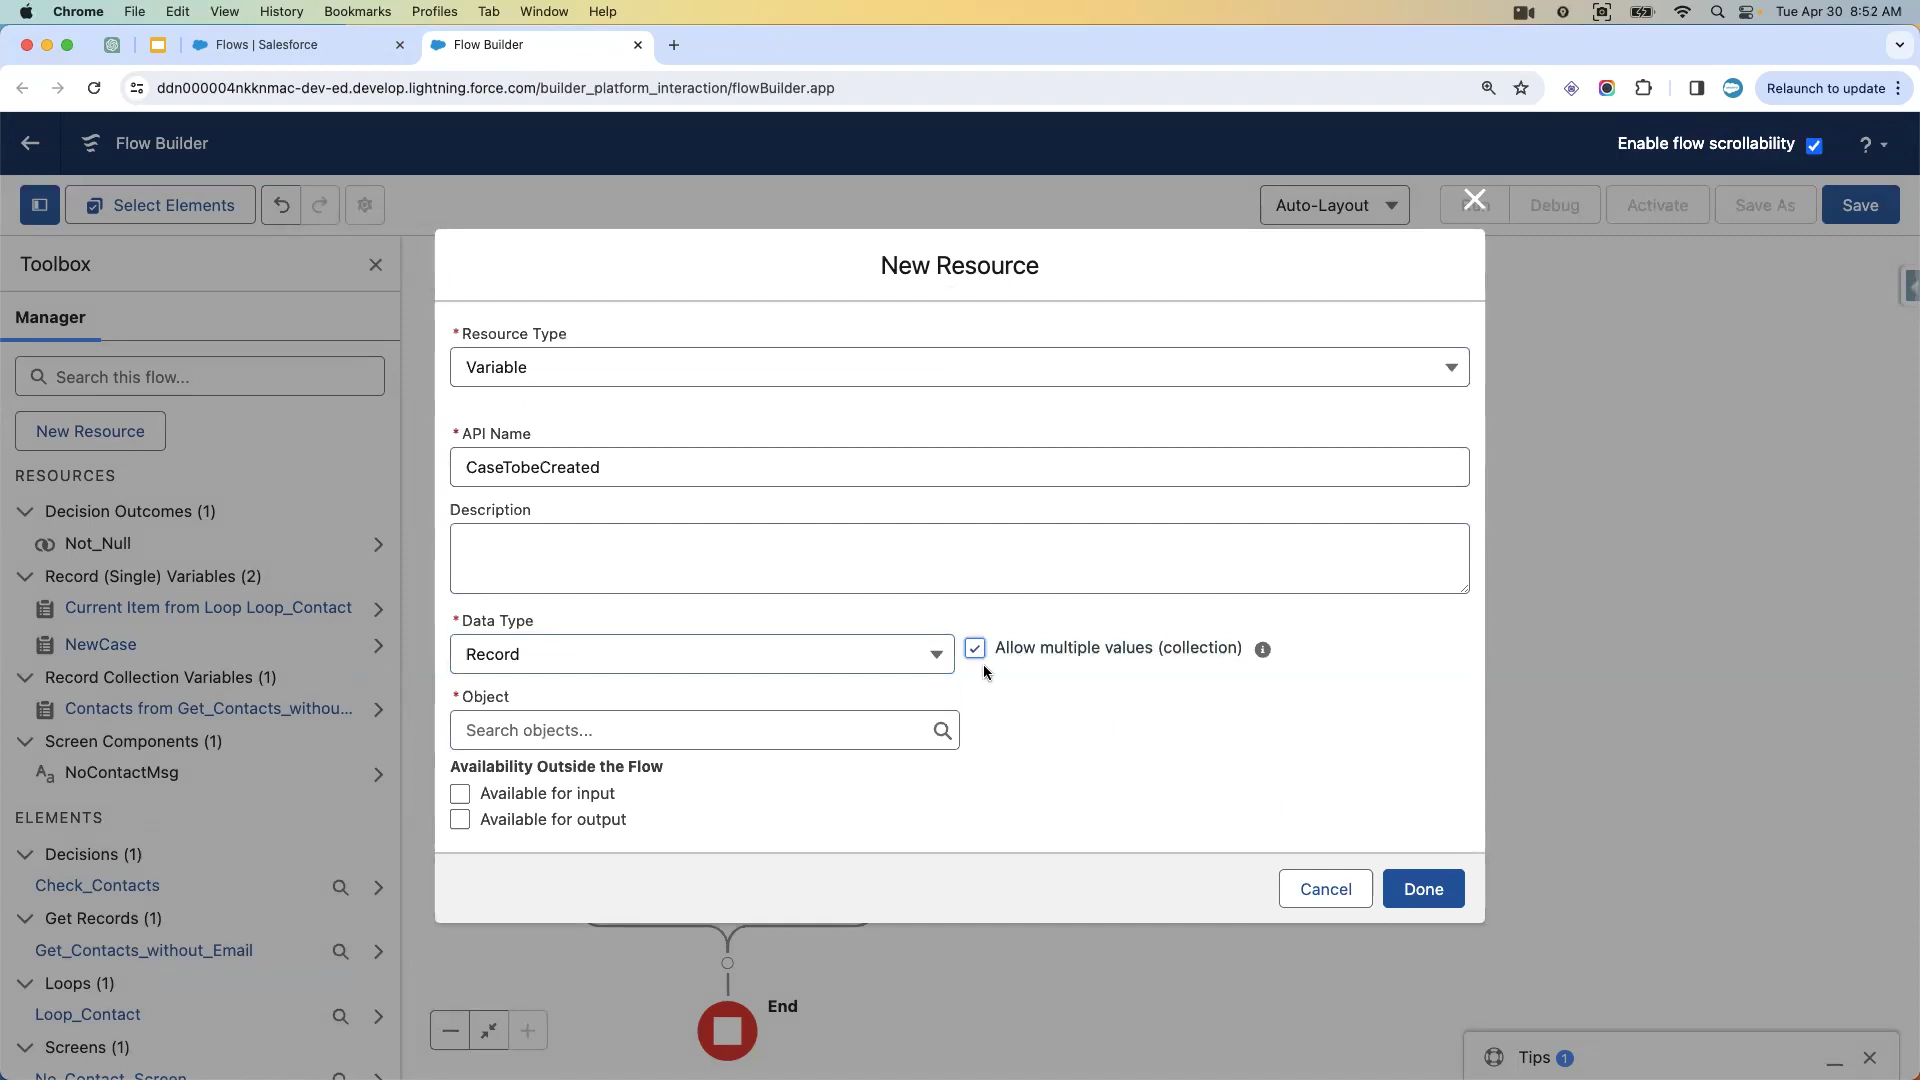 Chrome File Edit View History Bookmarks Profiles Tab Window Help Tue Apr 30 8:52 AM
Flows | Salesforce Flow Builder
ddn000004nkknmac-dev-ed.develop.lightning.force.com/builder_platform_interaction/flowBuilder.app Relaunch to update
Flow Builder Enable flow scrollability ?
Select Elements Auto-Layout Debug Activate Save As Save
Toolbox
Manager
Search this flow...
New Resource
RESOURCES
Decision Outcomes (1)
Not_Null
Record (Single) Variables (2)
Current Item from Loop Loop_Contact
NewCase
Record Collection Variables (1)
Contacts from Get_Contacts_withou...
Screen Components (1)
Aa NoContactMsg
ELEMENTS
Decisions (1)
Check_Contacts
Get Records (1)
Get_Contacts_without_Email
Loops (1)
Loop_Contact
Screens (1)
No_Contact_Screen
New Resource
* Resource Type
Variable
* API Name
CaseTobeCreated
Description
* Data Type
Record Allow multiple values (collection)
* Object
Search objects...
Availability Outside the Flow
Available for input
Available for output
Cancel Done
End
Tips 1